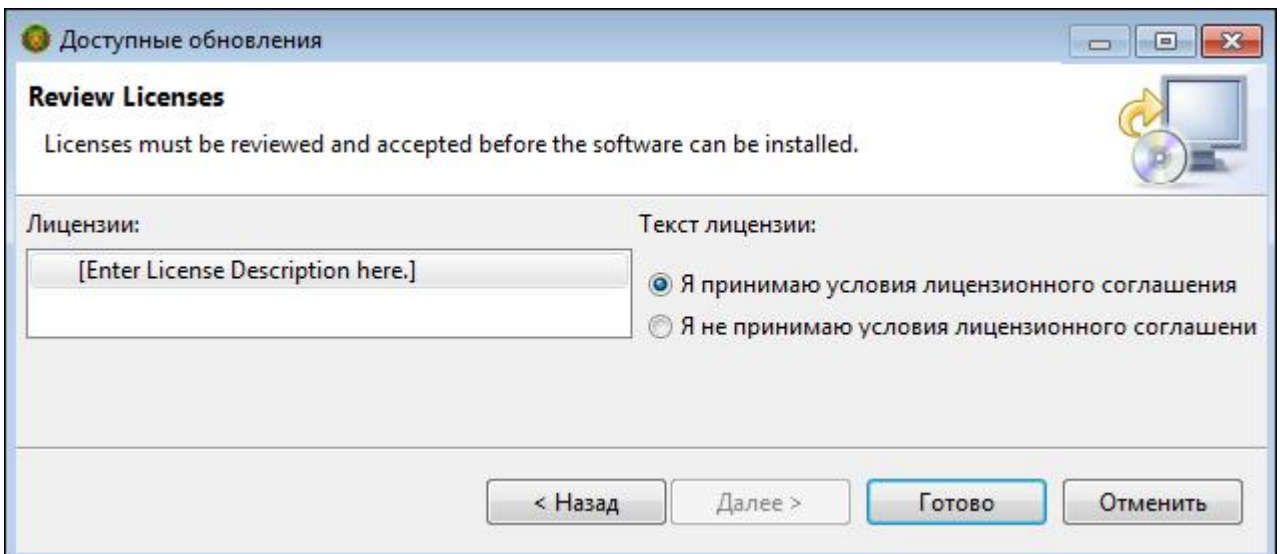 Доступные обновления
Review Licenses
Licenses must be reviewed and accepted before the software can be installed.
Лицензии:
[Enter License Description here.]
Текст лицензии:
Я принимаю условия лицензионного соглашения
Я не принимаю условия лицензионного соглашени
< Назад
Далее >
Готово
Отменить